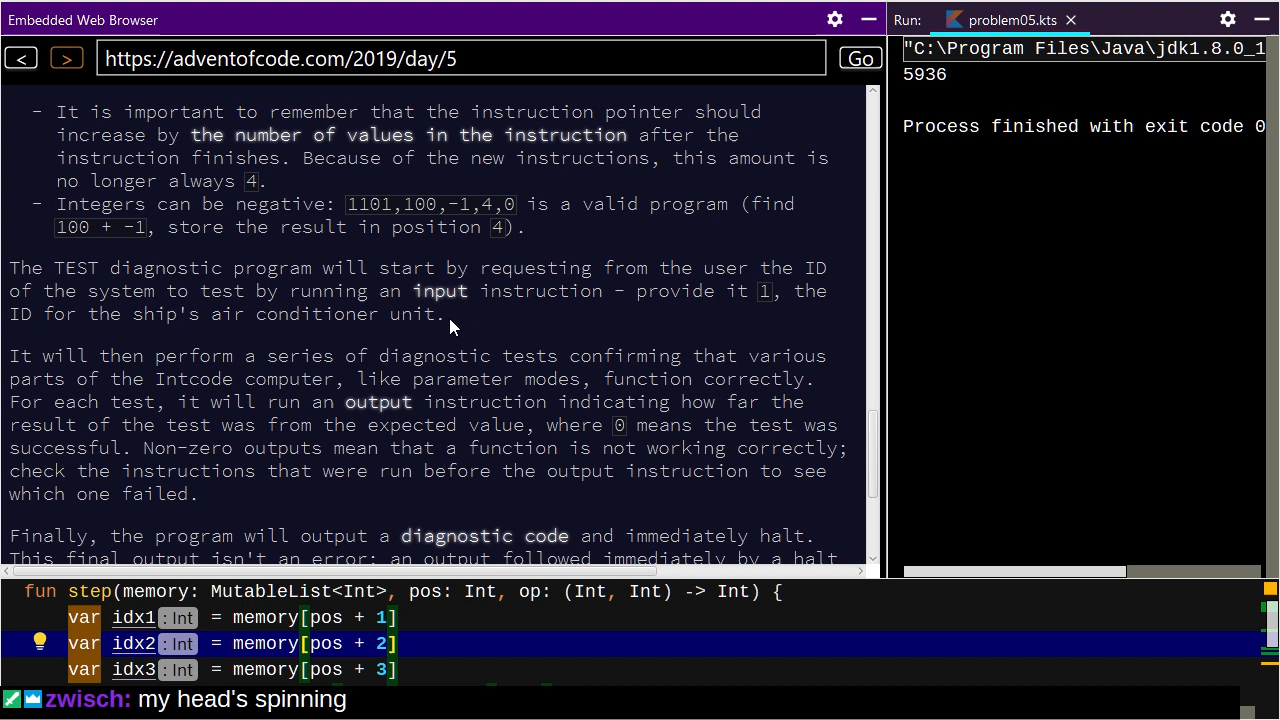 Embedded Web Browser
Run: problem05.kts
< > https://adventofcode.com/2019/day/5 Go
"C:\Program Files\Java\jdk1.8.0_1
5936
Process finished with exit code 0
- It is important to remember that the instruction pointer should
increase by the number of values in the instruction after the
instruction finishes. Because of the new instructions, this amount is
no longer always 4.
- Integers can be negative: 1101,100,-1,4,0 is a valid program (find
100 + -1, store the result in position 4).
The TEST diagnostic program will start by requesting from the user the ID
of the system to test by running an input instruction - provide it 1, the
ID for the ship's air conditioner unit.
It will then perform a series of diagnostic tests confirming that various
parts of the Intcode computer, like parameter modes, function correctly.
For each test, it will run an output instruction indicating how far the
result of the test was from the expected value, where 0 means the test was
successful. Non-zero outputs mean that a function is not working correctly;
check the instructions that were run before the output instruction to see
which one failed.
Finally, the program will output a diagnostic code and immediately halt.
This final output isn't an error; an output followed immediately by a halt
fun step(memory: MutableList<Int>, pos: Int, op: (Int, Int) -> Int) {
var idx1 : Int = memory[pos + 1]
var idx2 : Int = memory[pos + 2]
var idx3 : Int = memory[pos + 3]
zwisch: my head's spinning